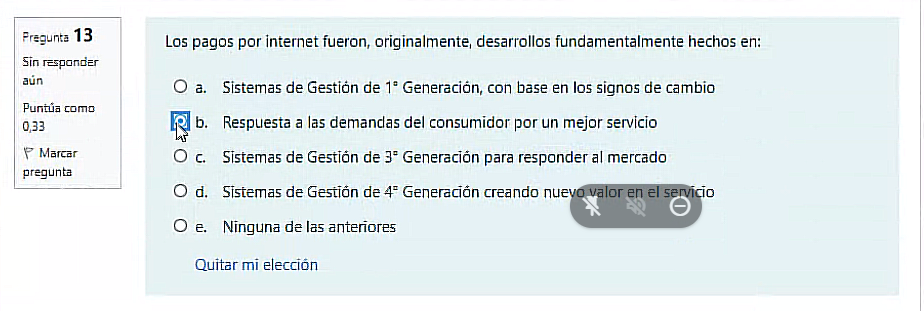 Pregunta 13
Sin responder
aún
Puntúa como
0,33
Marcar
pregunta
Los pagos por internet fueron, originalmente, desarrollos fundamentalmente hechos en:
a. Sistemas de Gestión de 1° Generación, con base en los signos de cambio
b. Respuesta a las demandas del consumidor por un mejor servicio
c. Sistemas de Gestión de 3° Generación para responder al mercado
d. Sistemas de Gestión de 4° Generación creando nuevo valor en el servicio
e. Ninguna de las anteriores
Quitar mi elección